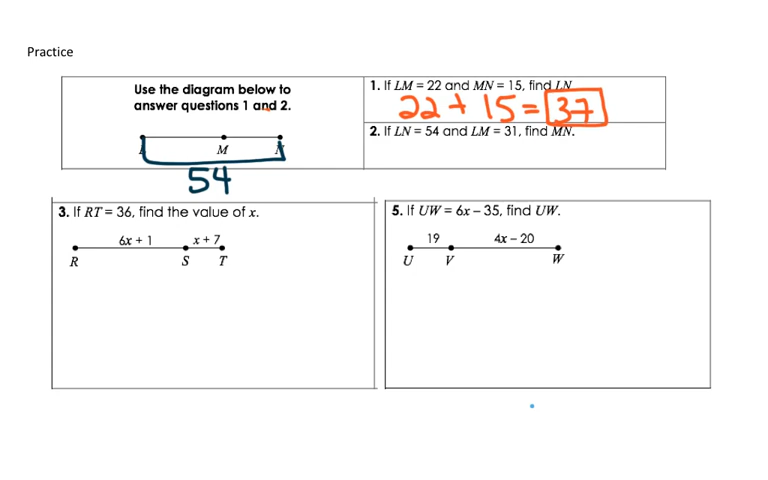 Practice
Use the diagram below to
answer questions 1 and 2.
M
54
1. If LM = 22 and MN = 15, find LN
22 + 15 = 37
2. If LN = 54 and LM = 31, find MN.
3. If RT = 36, find the value of x.
6x + 1 x + 7
R S T
5. If UW = 6x – 35, find UW.
19 4x – 20
U V W